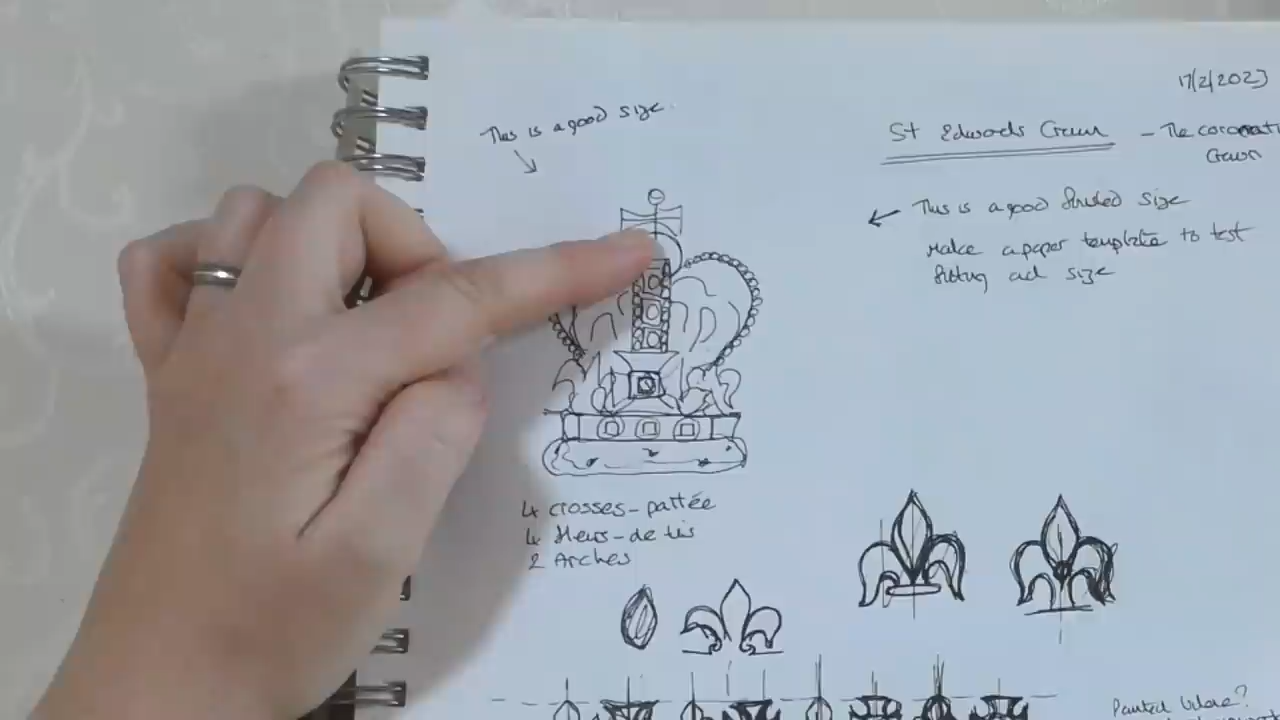 17/2/2023
This is a good size.
St Edwards Crown - The coronati
Crown
This is a good finished size
Make a paper template to test
fitting and size
4 crosses-pattée
4 fleurs-de-lis
2 Arches
Painted